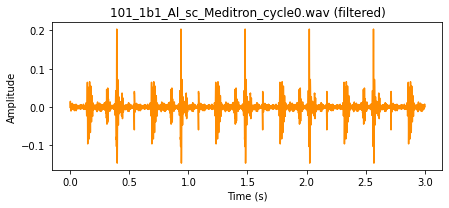 101_1b1_Al_sc_Meditron_cycle0.wav (filtered)
Amplitude
0.2
0.1
0.0
−0.1
0.0 0.5 1.0 1.5 2.0 2.5 3.0
Time (s)